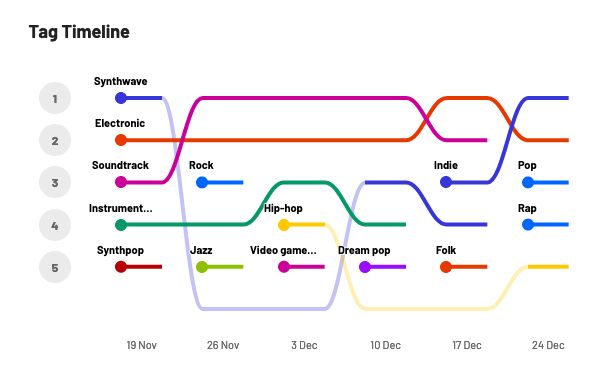 Tag Timeline
Synthwave
1
Electronic
2
Soundtrack Rock Indie Pop
3
Instrument... Hip-hop Rap
4
Synthpop Jazz Video game... Dream pop Folk
5
19 Nov 26 Nov 3 Dec 10 Dec 17 Dec 24 Dec